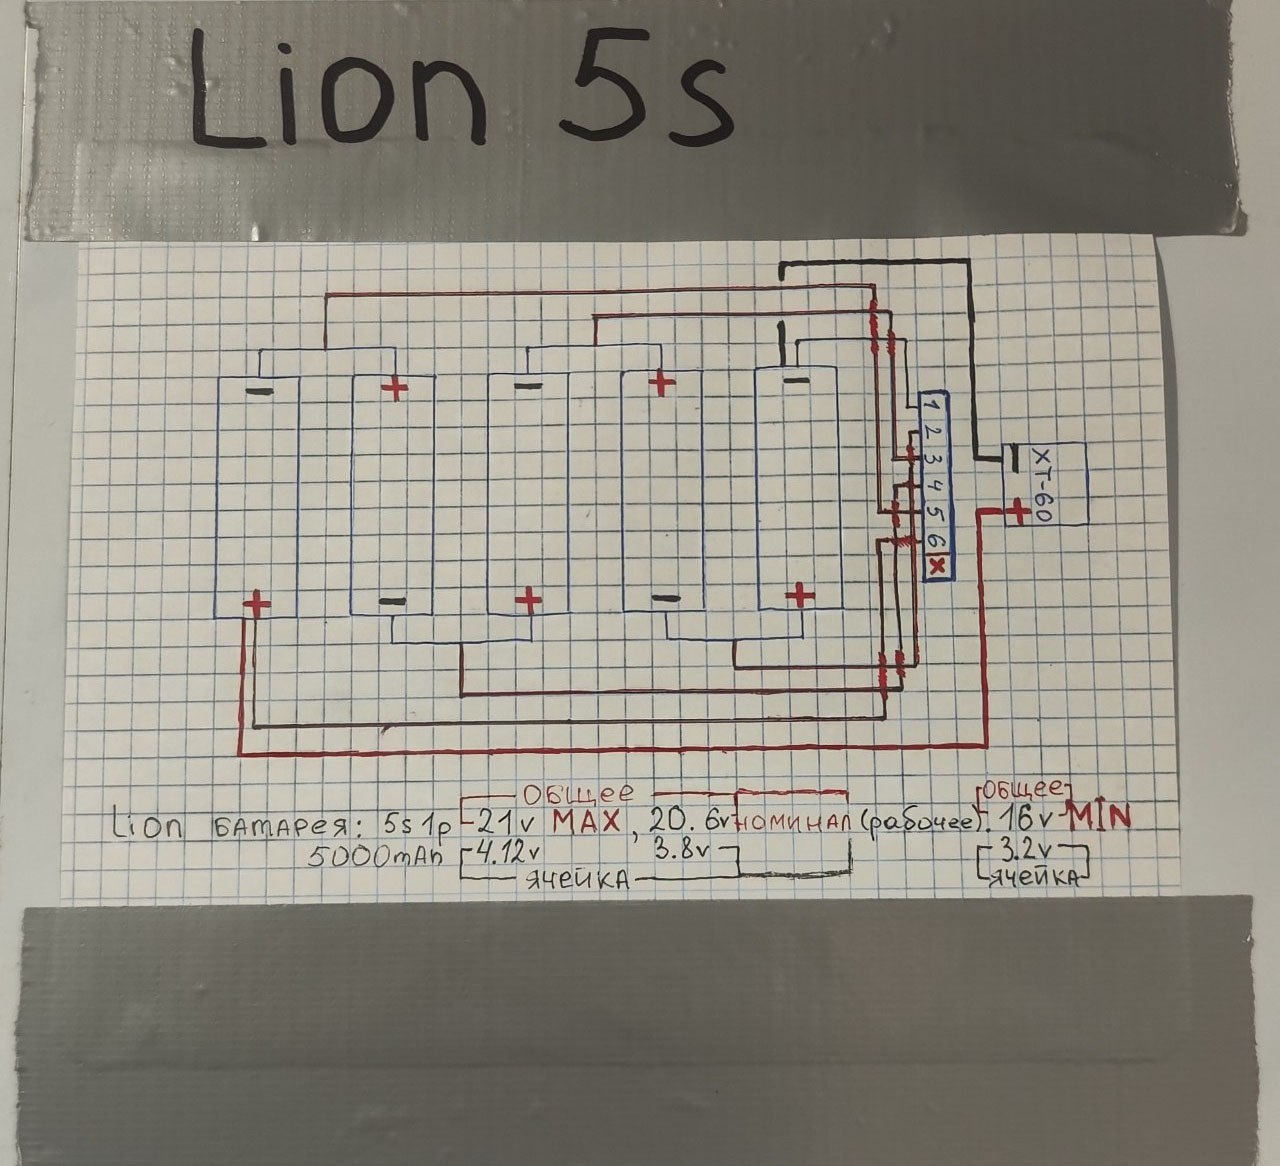 Lion 5s
- + - + -
1
2
3
4
5
6
X
- XT-60
+
+ - + - +
ОБЩЕЕ ОБЩЕЕ
Lion БАТАРЕЯ: 5s 1p 21v MAX, 20.6v НОМИНАЛ (рабочее). 16v MIN
5000mAh 4.12v 3.8v 3.2v
ЯЧЕЙКА ЯЧЕЙКА